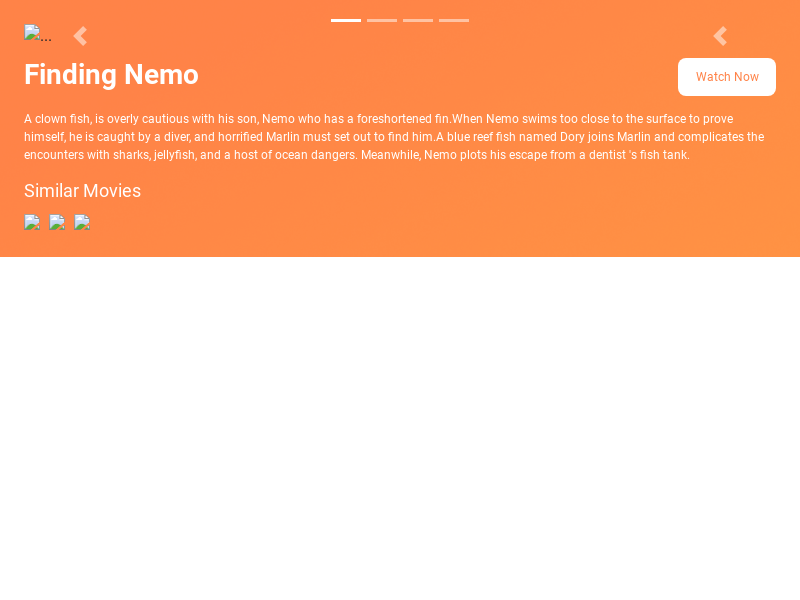 ...
Finding Nemo
Watch Now
A clown fish, is overly cautious with his son, Nemo who has a foreshortened fin.When Nemo swims too close to the surface to prove
himself, he is caught by a diver, and horrified Marlin must set out to find him.A blue reef fish named Dory joins Marlin and complicates the
encounters with sharks, jellyfish, and a host of ocean dangers. Meanwhile, Nemo plots his escape from a dentist 's fish tank.
Similar Movies